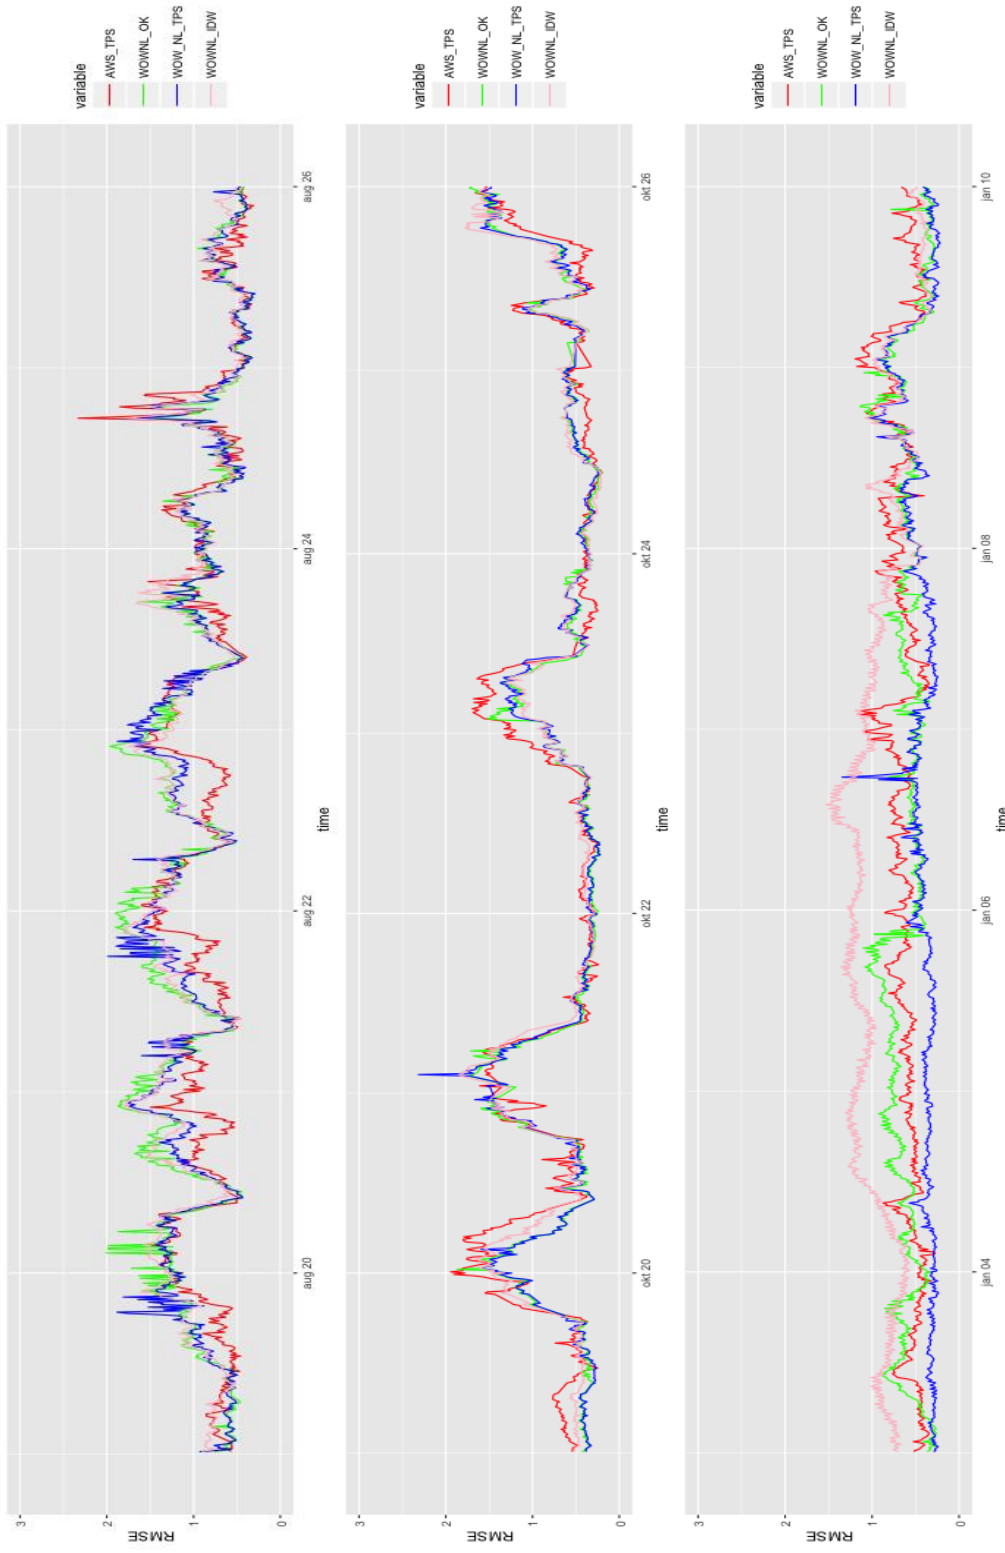 3
2
1
0
RMSE
aug 20
aug 22
aug 24
aug 26
time
variable
AWS_TPS
WOWNL_OK
WOW_NL_TPS
WOWNL_IDW
3
2
1
0
RMSE
okt 20
okt 22
okt 24
okt 26
time
variable
AWS_TPS
WOWNL_OK
WOW_NL_TPS
WOWNL_IDW
3
2
1
0
RMSE
jan 04
jan 06
jan 08
jan 10
time
variable
AWS_TPS
WOWNL_OK
WOW_NL_TPS
WOWNL_IDW